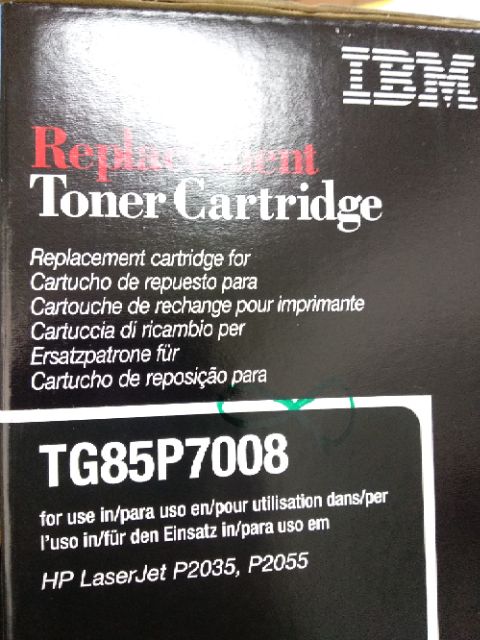 IBM
Replacement
Toner Cartridge
Replacement cartridge for
Cartucho de repuesto para
Cartouche de rechange pour imprimante
Cartuccia di ricambio per
Ersatzpatrone für
Cartucho de reposição para
TG85P7008
for use in/para uso en/pour utilisation dans/per
l'uso in/für den Einsatz in/para uso em
HP LaserJet P2035, P2055